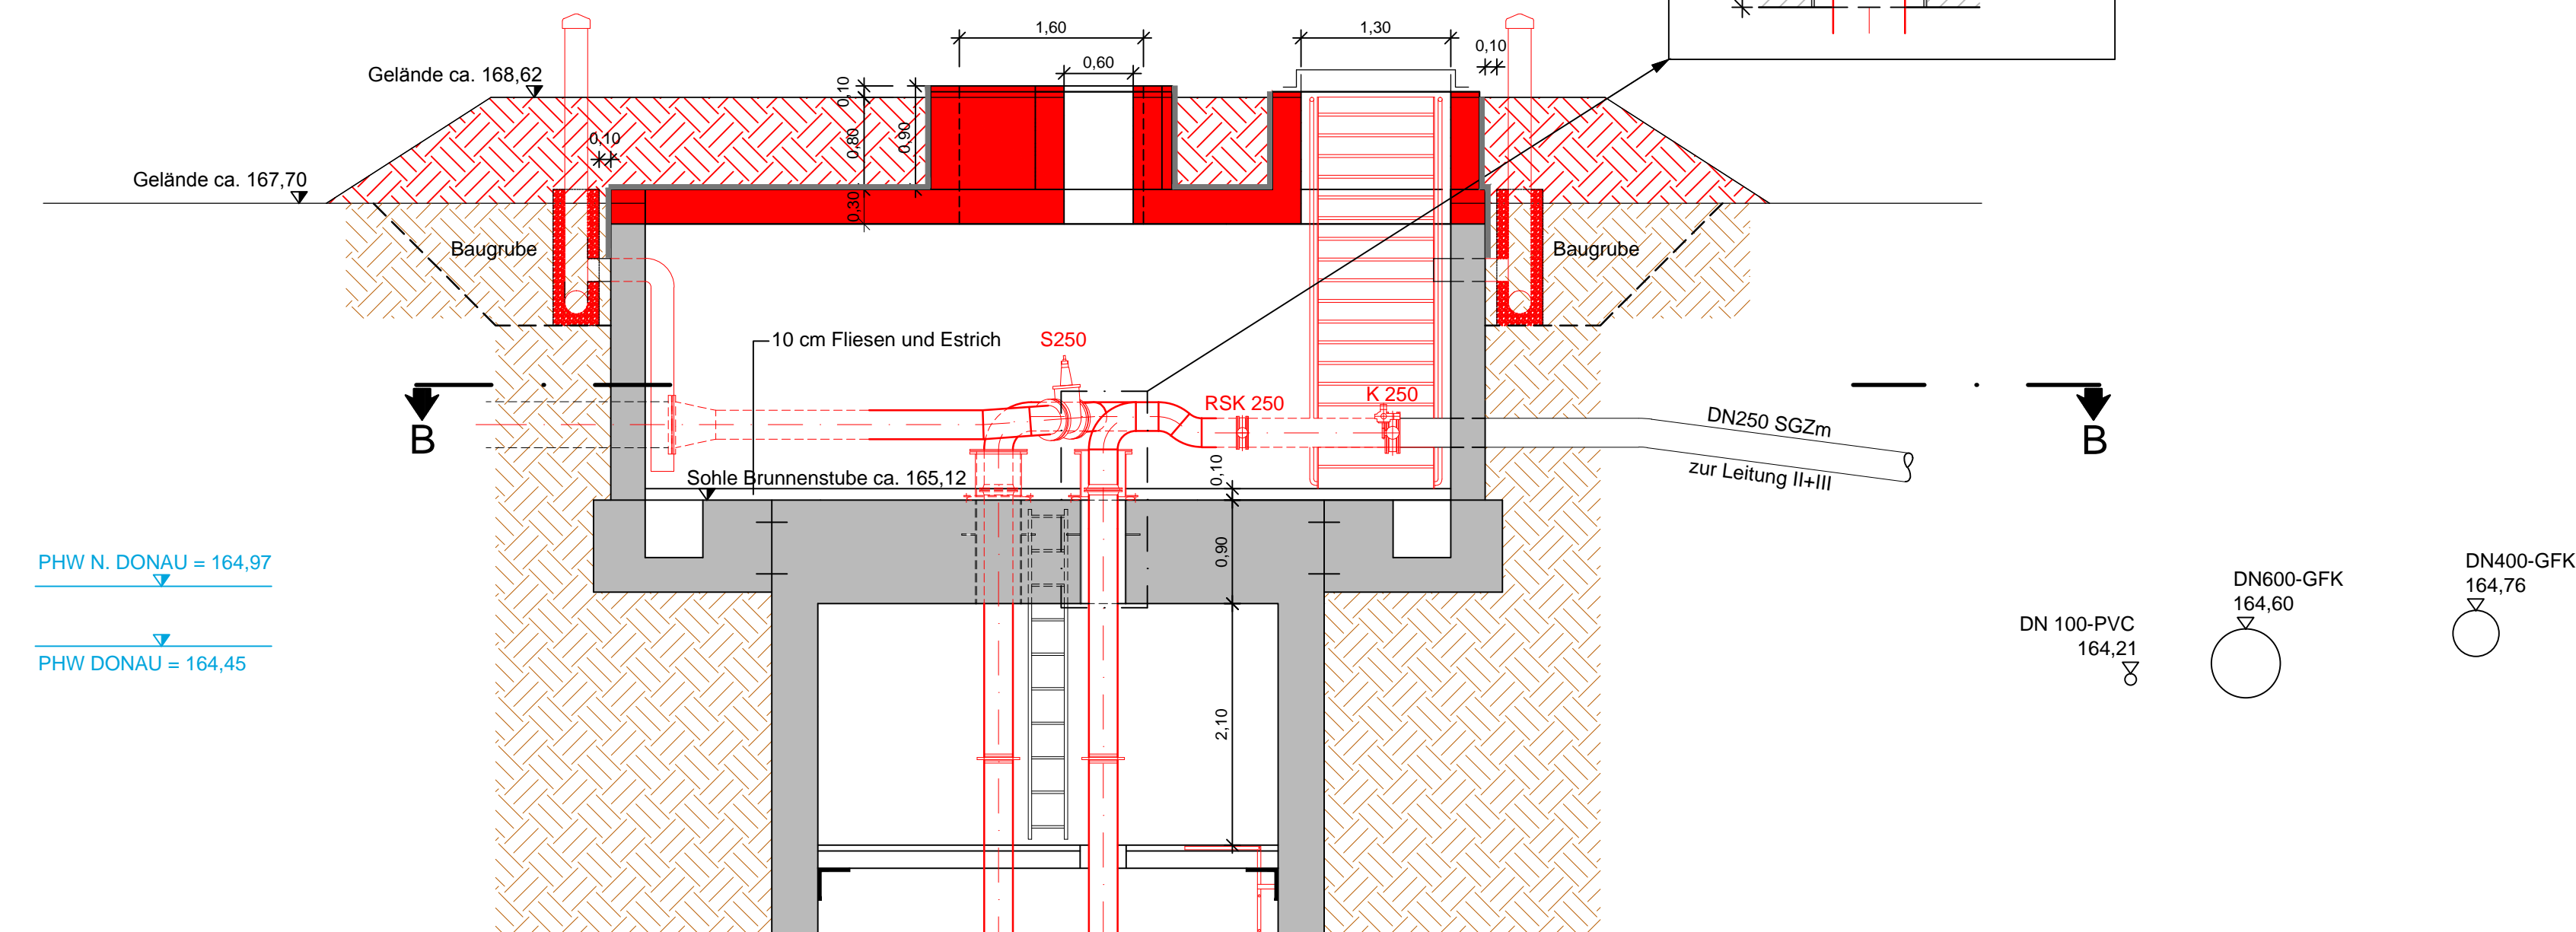 1,60
1,30
0,10
0,60
Gelände ca. 168,62
0,10
0,80
0,90
0,10
Gelände ca. 167,70
0,30
Baugrube
Baugrube
10 cm Fliesen und Estrich
S250
RSK 250
K 250
B
B
DN250 SGZm
zur Leitung II+III
Sohle Brunnenstube ca. 165,12
0,10
0,90
PHW N. DONAU = 164,97
PHW DONAU = 164,45
DN400-GFK
164,76
DN600-GFK
164,60
DN 100-PVC
164,21
2,10